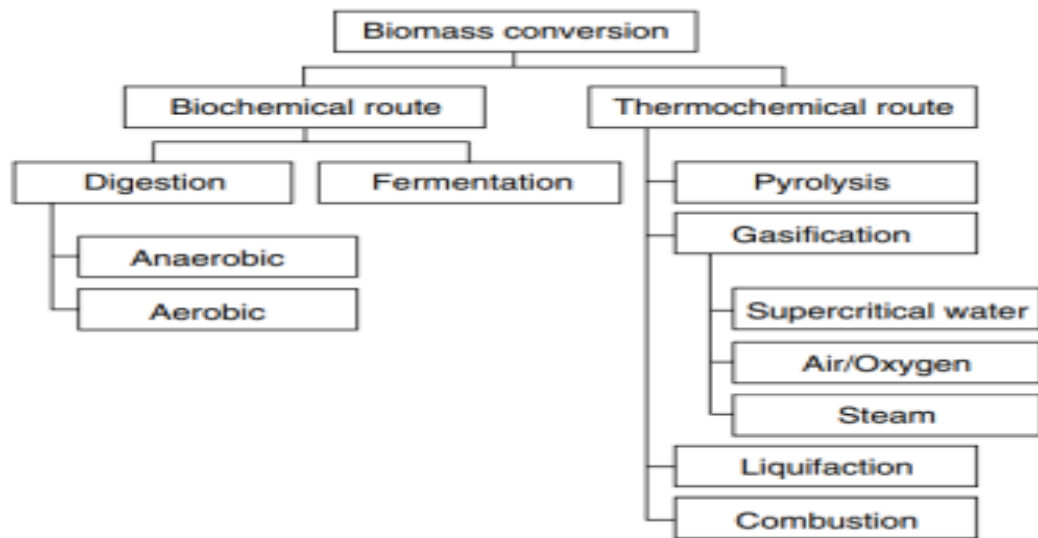 Biomass conversion
Biochemical route
Thermochemical route
Digestion
Fermentation
Anaerobic
Aerobic
Pyrolysis
Gasification
Supercritical water
Air/Oxygen
Steam
Liquifaction
Combustion